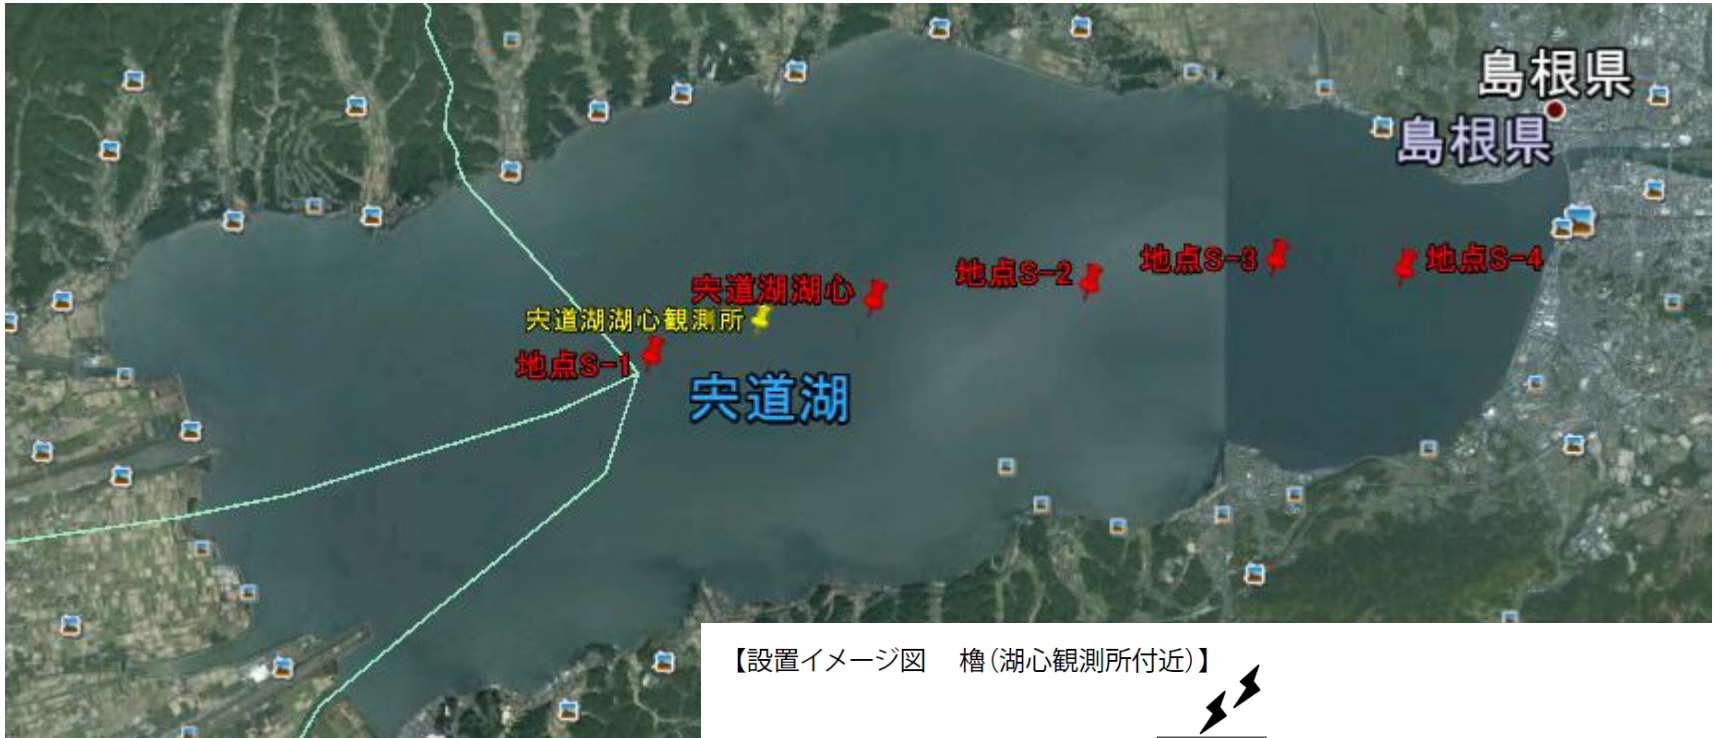 島根県
島根県
地点S-3
地点S-4
地点S-2
宍道湖湖心
宍道湖湖心観測所
地点S-1
宍道湖
【設置イメージ図　櫓(湖心観測所付近)】